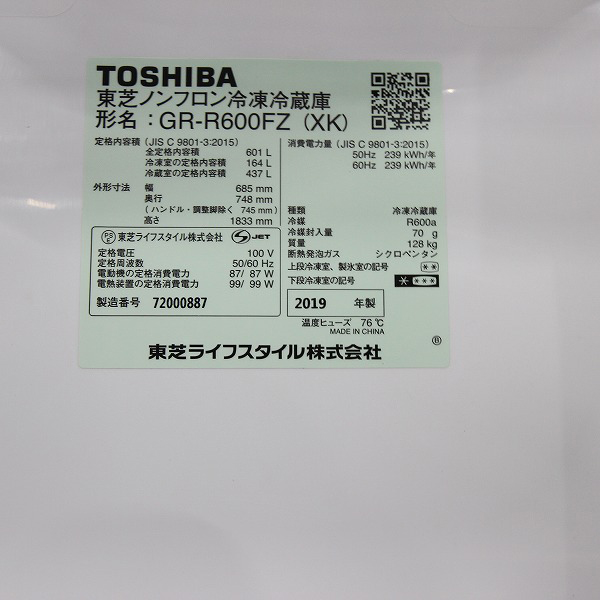 TOSHIBA
東芝ノンフロン冷凍冷蔵庫
形名：GR-R600FZ (XK)
定格内容積 (JIS C 9801-3:2015)
全定格内容積 601 L
冷凍室の定格内容積 164 L
冷蔵室の定格内容積 437 L
外形寸法 幅 685 mm
奥行 748 mm
(ハンドル・調整脚除く 745 mm)
高さ 1833 mm
PSE 東芝ライフスタイル株式会社 S-JET
定格電圧 100 V
定格周波数 50/60 Hz
電動機の定格消費電力 87/ 87 W
電熱装置の定格消費電力 99/ 99 W
製造番号 72000887
消費電力量 (JIS C 9801-3:2015)
50Hz 239 kWh/年
60Hz 239 kWh/年
種類 冷凍冷蔵庫
冷媒 R600a
冷媒封入量 70 g
質量 128 kg
断熱発泡ガス シクロペンタン
上段冷凍室、製氷室の記号 **
下段冷凍室の記号 * ***
2019 年製
温度ヒューズ 76 ℃
MADE IN CHINA
東芝ライフスタイル株式会社
Ⓑ